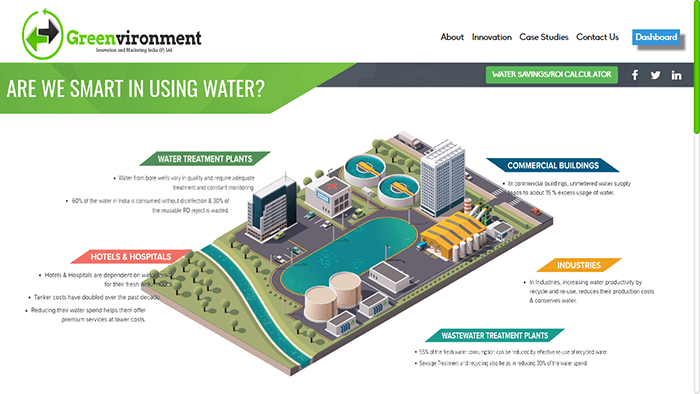 Greenvironment
Innovation and Marketing India (P) Ltd.
About Innovation Case Studies Contact Us Dashboard
ARE WE SMART IN USING WATER?
WATER SAVINGS/ROI CALCULATOR
WATER TREATMENT PLANTS
• Water from bore wells vary in quality and require adequate
treatment and constant monitoring
• 60% of the water in India is consumed without disinfection & 30% of
the reusable RO reject is wasted.
COMMERCIAL BUILDINGS
• In commercial buildings, unmetered water supply
leads to about 15 % excess usage of water.
HOTELS & HOSPITALS
• Hotels & Hospitals are dependent on
for their fresh
• Tanker costs have doubled over the past decade.
• Reducing their water spend helps them offer
premium services at lower costs.
INDUSTRIES
• In Industries, increasing water productivity by
recycle and re-use, reduces their production costs
& conserves water.
WASTEWATER TREATMENT PLANTS
• 55% of the fresh water consumption can be reduced by effective re-use of recycled water.
• Sewage Treatment and recycling also helps in reducing 30% of the water spend.